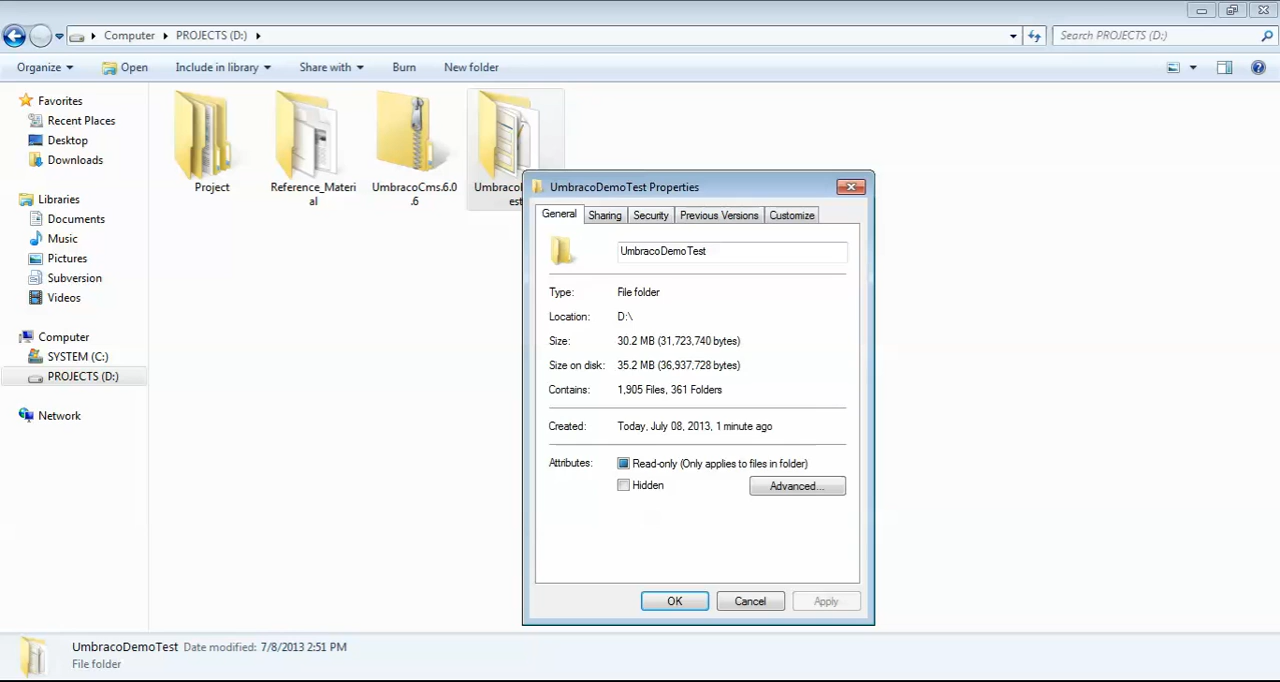 Computer
PROJECTS (D:)
Search PROJECTS (D:)
Organize
Open
Include in library
Share with
Burn
New folder
Favorites
Recent Places
Desktop
Downloads
Libraries
Documents
Music
Pictures
Subversion
Videos
Computer
SYSTEM (C:)
PROJECTS (D:)
Network
Project
Reference_Materi
al
UmbracoCms.6.0
.6
est
UmbracoDemoTest Properties
General
Sharing
Security
Previous Versions
Customize
UmbracoDemoTest
Type: File folder
Location: D:\
Size: 30.2 MB (31,723,740 bytes)
Size on disk: 35.2 MB (36,937,728 bytes)
Contains: 1,905 Files, 361 Folders
Created: Today, July 08, 2013, 1 minute ago
Attributes: Read-only (Only applies to files in folder)
Hidden
Advanced...
OK
Cancel
Apply
UmbracoDemoTest Date modified: 7/8/2013 2:51 PM
File folder